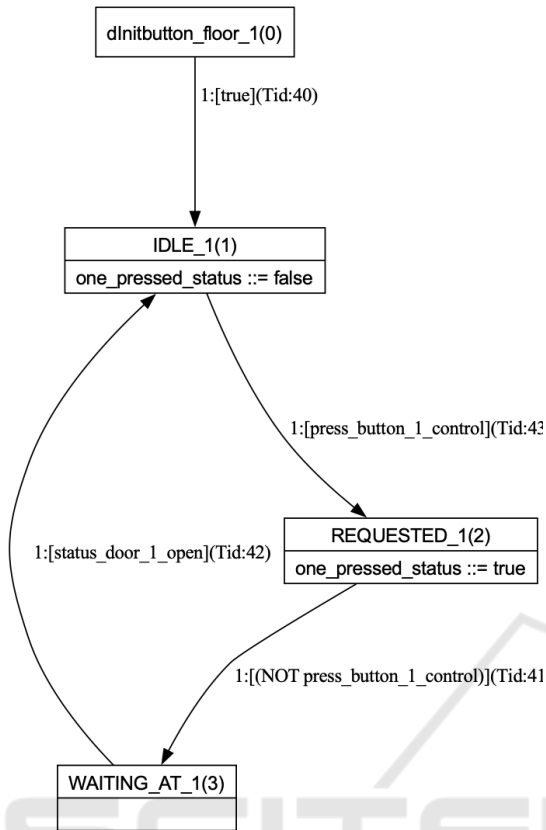 dInitbutton_floor_1(0)
1:[true](Tid:40)
IDLE_1(1)
one_pressed_status ::= false
1:[press_button_1_control](Tid:43
REQUESTED_1(2)
one_pressed_status ::= true
1:[status_door_1_open](Tid:42)
1:[(NOT press_button_1_control)](Tid:41
WAITING_AT_1(3)